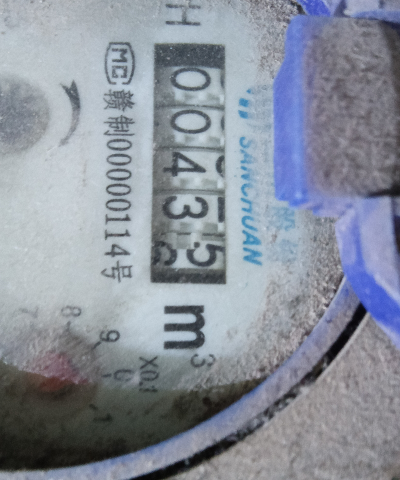 SANCHUAN
H
00435 m³
MC 赣制00000114号
X0.1
7 8 9 0 1